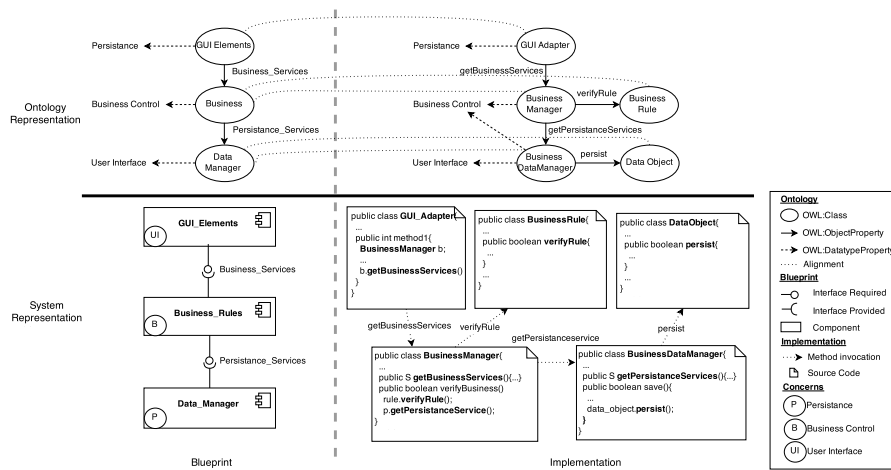 Persistance
GUI Elements
Business_Services
Business Control
Business
Persistance_Services
User Interface
Data
Manager
Ontology
Representation
Persistance
GUI Adapter
getBusinessServices
Business Control
Business
Manager
verifyRule
Business
Rule
getPersistanceServices
User Interface
Business
DataManager
persist
Data Object
System
Representation
GUI_Elements
UI
Business_Services
Business_Rules
B
Persistance_Services
Data_Manager
P
Blueprint
public class GUI_Adapter{
...
public int method1{
BusinessManager b;
...
b.getBusinessServices()
}
}
public class BusinessRule{
...
public boolean verifyRule{
...
}
...
}
public class DataObject{
...
public boolean persist{
...
}
...
}
getBusinessServices
verifyRule
getPersistanceservice
persist
public class BusinessManager{
...
public S getBusinessServices(){...}
public boolean verifyBusiness()
rule.verifyRule();
p.getPersistanceService();
}
public class BusinessDataManager{
...
public S getPersistanceServices(){...}
public boolean save(){
...
data_object.persist();
}
}
Implementation
Ontology
OWL:Class
OWL:ObjectProperty
OWL:DatatypeProperty
Alignment
Blueprint
Interface Required
Interface Provided
Component
Implementation
Method invocation
Source Code
Concerns
P Persistance
B Business Control
UI User Interface